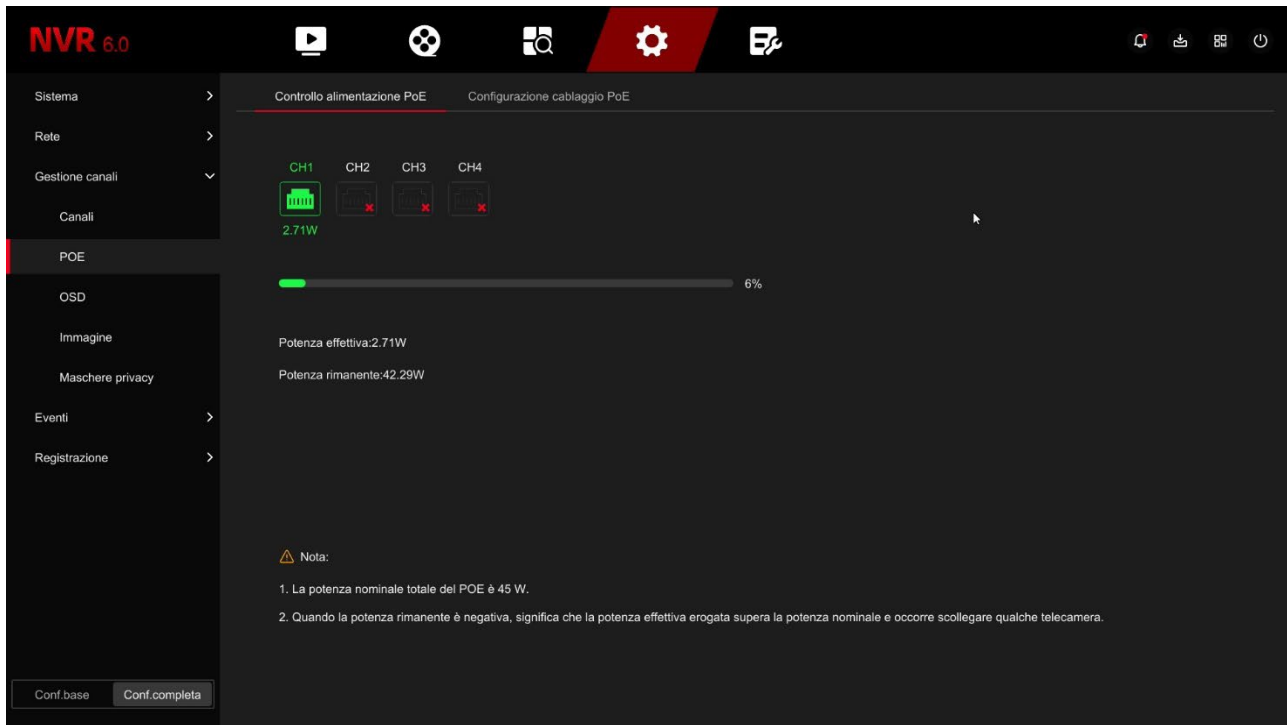 NVR 6.0
Sistema
Rete
Gestione canali
Canali
POE
OSD
Immagine
Maschere privacy
Eventi
Registrazione
Conf.base Conf.completa
Controllo alimentazione PoE Configurazione cablaggio PoE
CH1 CH2 CH3 CH4
2.71W
6%
Potenza effettiva:2.71W
Potenza rimanente:42.29W
Nota:
1. La potenza nominale totale del POE è 45 W.
2. Quando la potenza rimanente è negativa, significa che la potenza effettiva erogata supera la potenza nominale e occorre scollegare qualche telecamera.